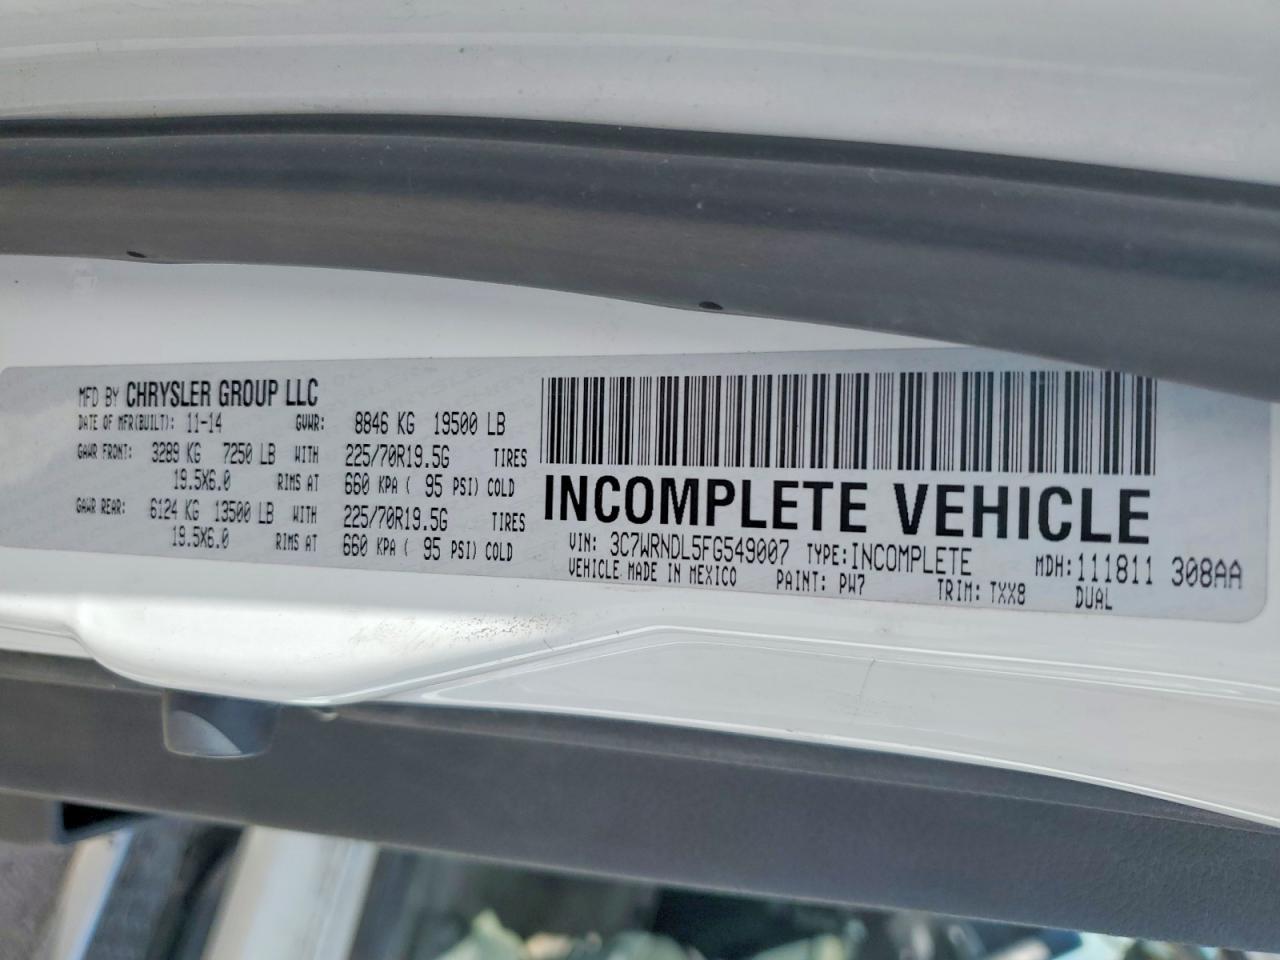 MFD BY CHRYSLER GROUP LLC
DATE OF MFR(BUILT): 11-14 GVWR: 8846 KG 19500 LB
GAWR FRONT: 3289 KG 7250 LB WITH 225/70R19.5G TIRES
19.5X6.0 RIMS AT 660 KPA ( 95 PSI) COLD
GAWR REAR: 6124 KG 13500 LB WITH 225/70R19.5G TIRES
19.5X6.0 RIMS AT 660 KPA ( 95 PSI) COLD
INCOMPLETE VEHICLE
VIN: 3C7WRNDL5FG549007 TYPE:INCOMPLETE MDH:111811 308AA
VEHICLE MADE IN MEXICO PAINT: PW7 TRIM: TXX8 DUAL